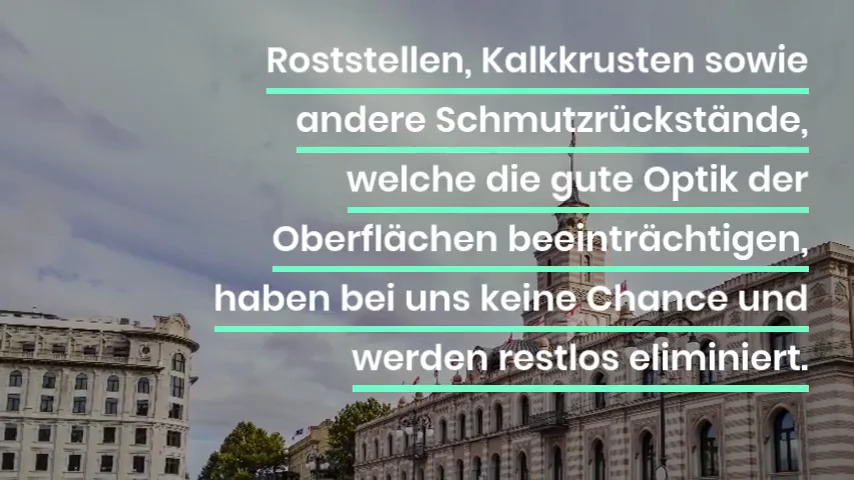 Roststellen, Kalkkrusten sowie
andere Schmutzrückstände,
welche die gute Optik der
Oberflächen beeinträchtigen,
haben bei uns keine Chance und
werden restlos eliminiert.